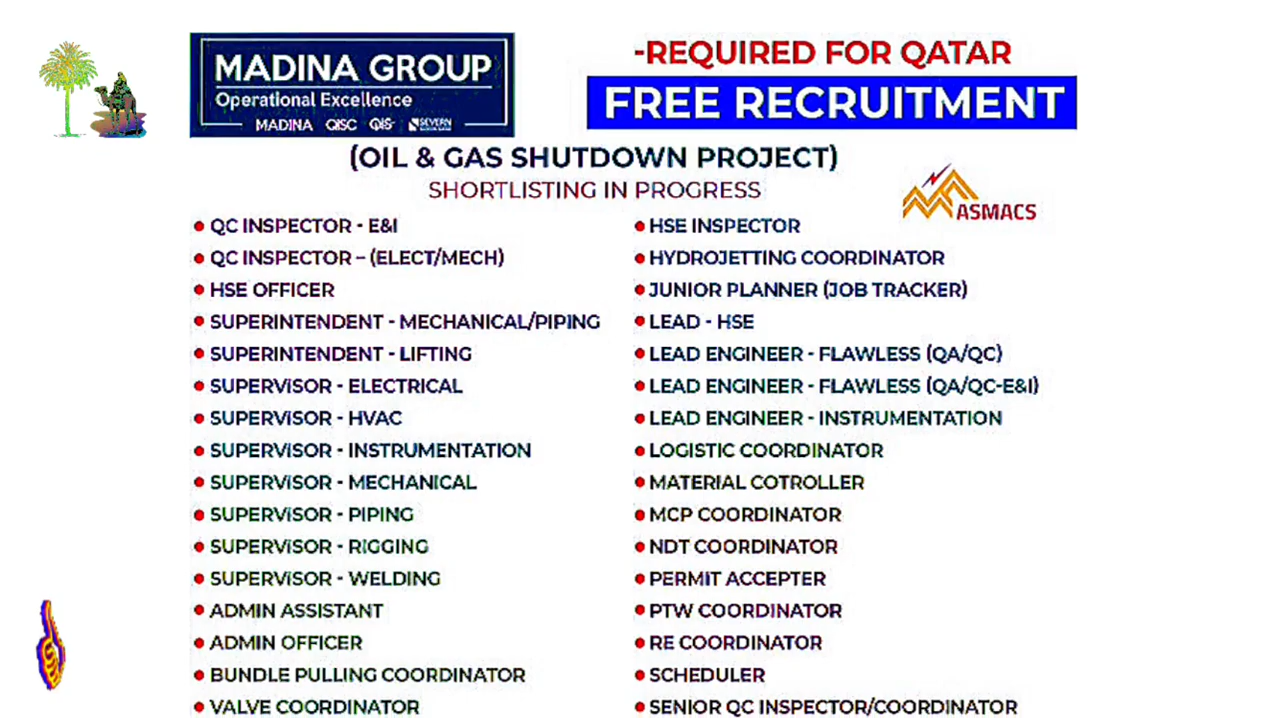 MADINA GROUP
Operational Excellence
MADINA QISC QIS SEVERN
-REQUIRED FOR QATAR
FREE RECRUITMENT
(OIL & GAS SHUTDOWN PROJECT)
SHORTLISTING IN PROGRESS
ASMACS
QC INSPECTOR - E&I
QC INSPECTOR – (ELECT/MECH)
HSE OFFICER
SUPERINTENDENT - MECHANICAL/PIPING
SUPERINTENDENT - LIFTING
SUPERVISOR - ELECTRICAL
SUPERVISOR - HVAC
SUPERVISOR - INSTRUMENTATION
SUPERVISOR - MECHANICAL
SUPERVISOR - PIPING
SUPERVISOR - RIGGING
SUPERVISOR - WELDING
ADMIN ASSISTANT
ADMIN OFFICER
BUNDLE PULLING COORDINATOR
VALVE COORDINATOR
HSE INSPECTOR
HYDROJETTING COORDINATOR
JUNIOR PLANNER (JOB TRACKER)
LEAD - HSE
LEAD ENGINEER - FLAWLESS (QA/QC)
LEAD ENGINEER - FLAWLESS (QA/QC-E&I)
LEAD ENGINEER - INSTRUMENTATION
LOGISTIC COORDINATOR
MATERIAL COTROLLER
MCP COORDINATOR
NDT COORDINATOR
PERMIT ACCEPTER
PTW COORDINATOR
RE COORDINATOR
SCHEDULER
SENIOR QC INSPECTOR/COORDINATOR